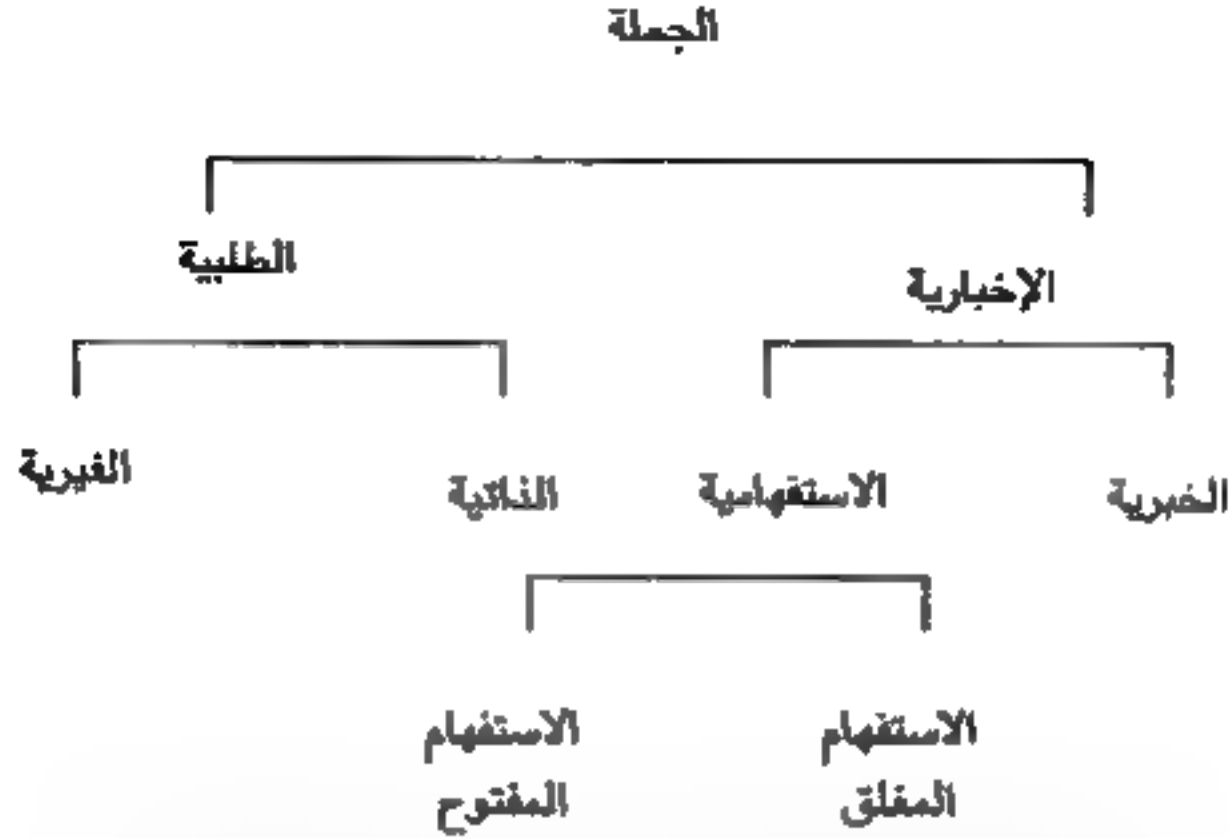 الجملة
الإخبارية
الطلبية
الخبرية
الاستفهامية
الذاتية
الغيرية
الاستفهام
المغلق
الاستفهام
المفتوح